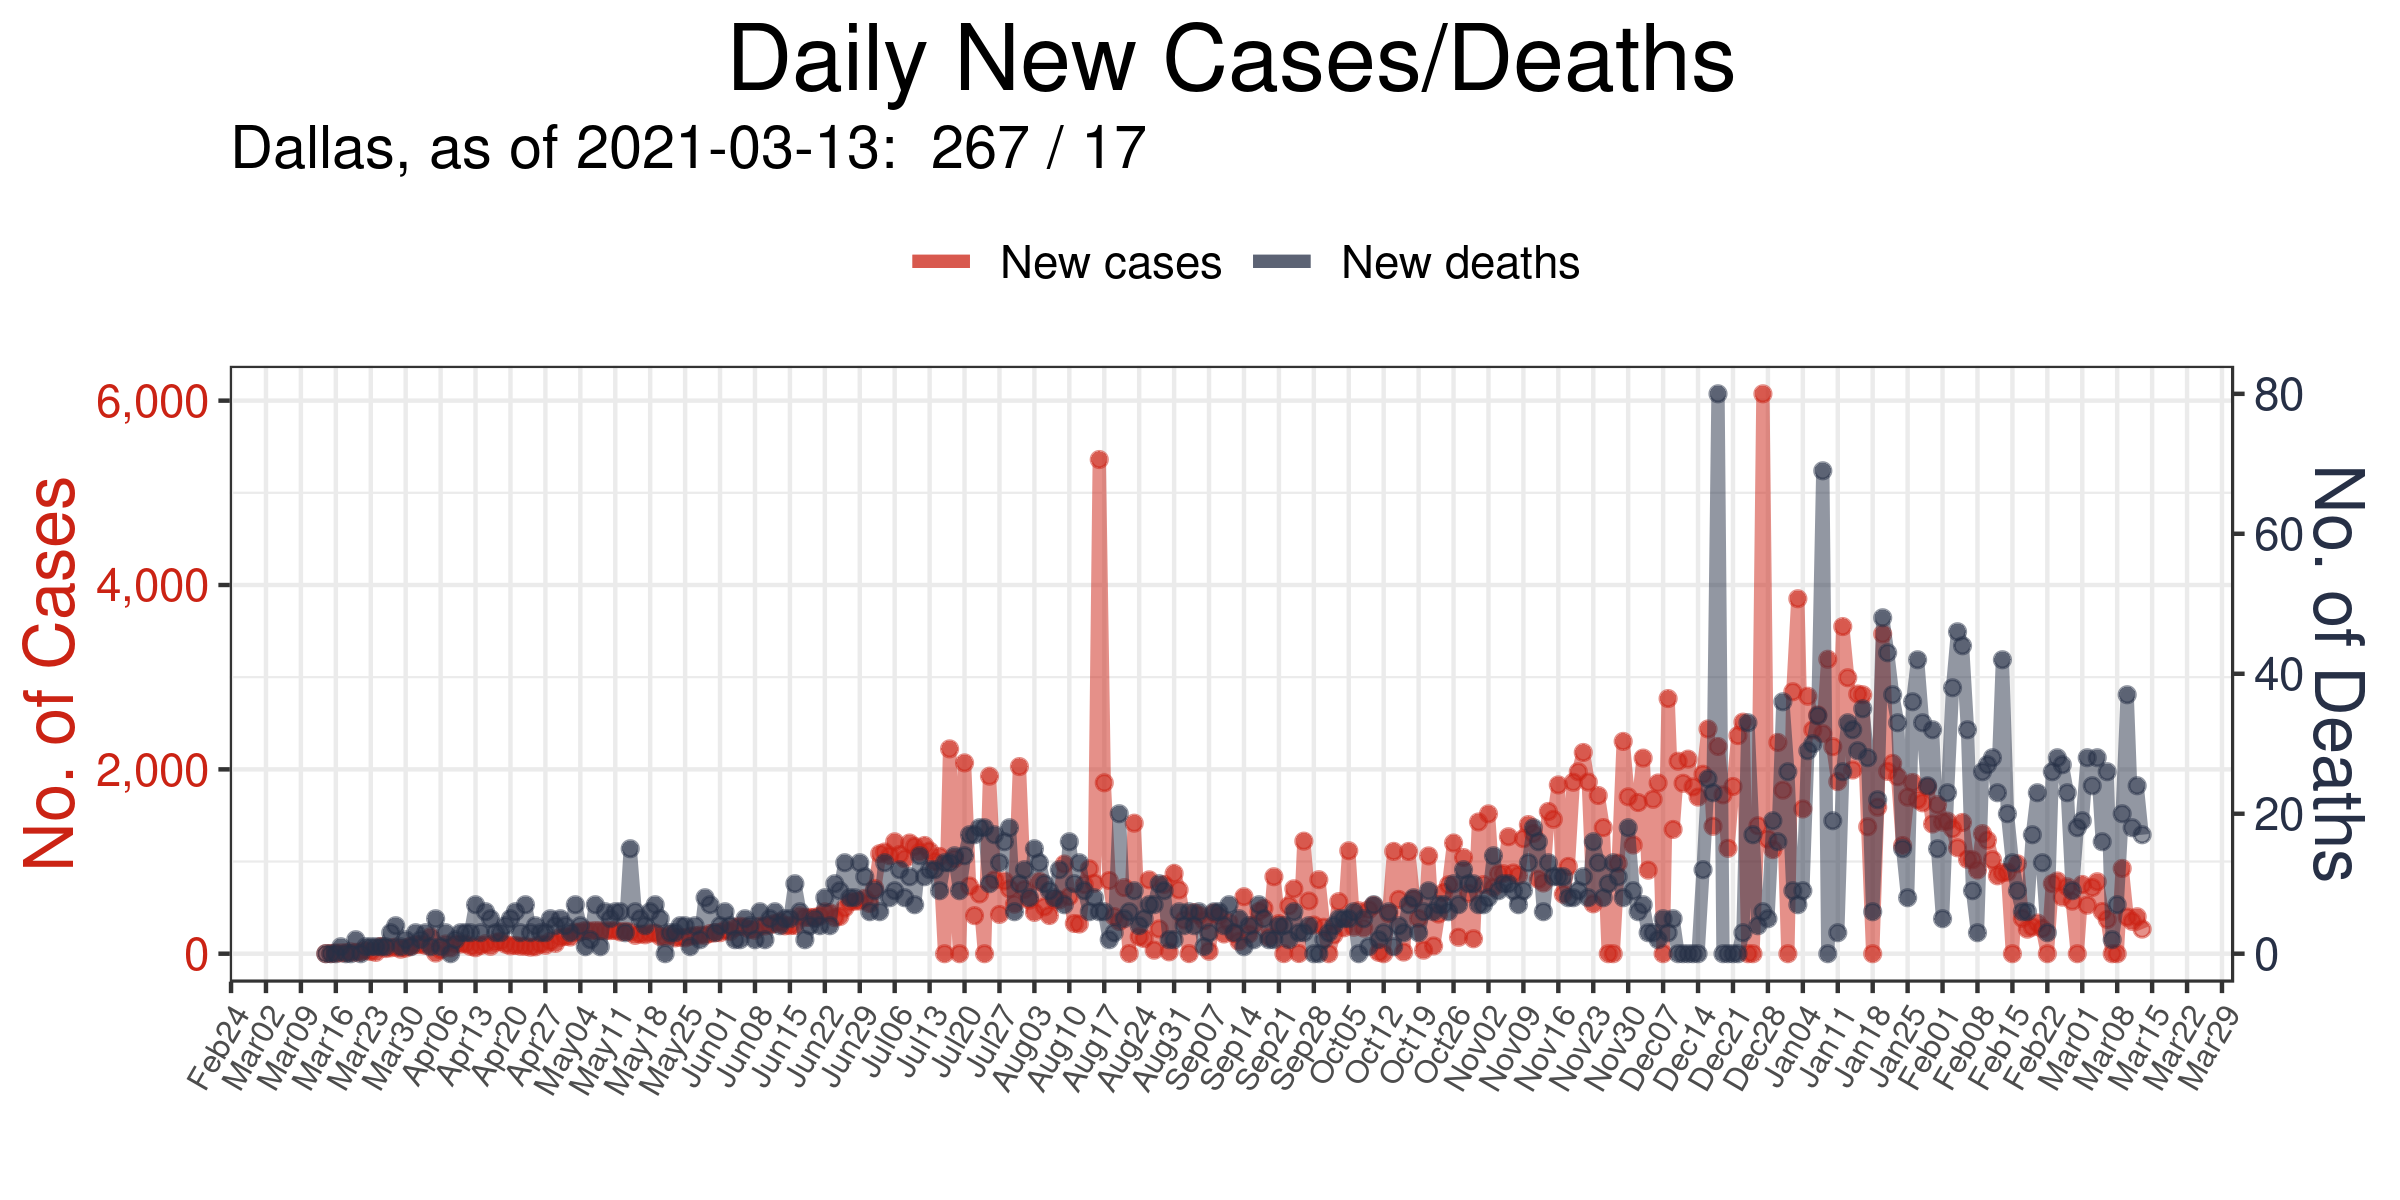 Daily New Cases/Deaths
Dallas, as of 2021-03-13:  267 / 17
New cases
New deaths
No. of Cases
6,000
4,000
2,000
0
80
60
40
20
0
No. of Deaths
Feb24
Mar02
Mar09
Mar16
Mar23
Mar30
Apr06
Apr13
Apr20
Apr27
May04
May11
May18
May25
Jun01
Jun08
Jun15
Jun22
Jun29
Jul06
Jul13
Jul20
Jul27
Aug03
Aug10
Aug17
Aug24
Aug31
Sep07
Sep14
Sep21
Sep28
Oct05
Oct12
Oct19
Oct26
Nov02
Nov09
Nov16
Nov23
Nov30
Dec07
Dec14
Dec21
Dec28
Jan04
Jan11
Jan18
Jan25
Feb01
Feb08
Feb15
Feb22
Mar01
Mar08
Mar15
Mar22
Mar29